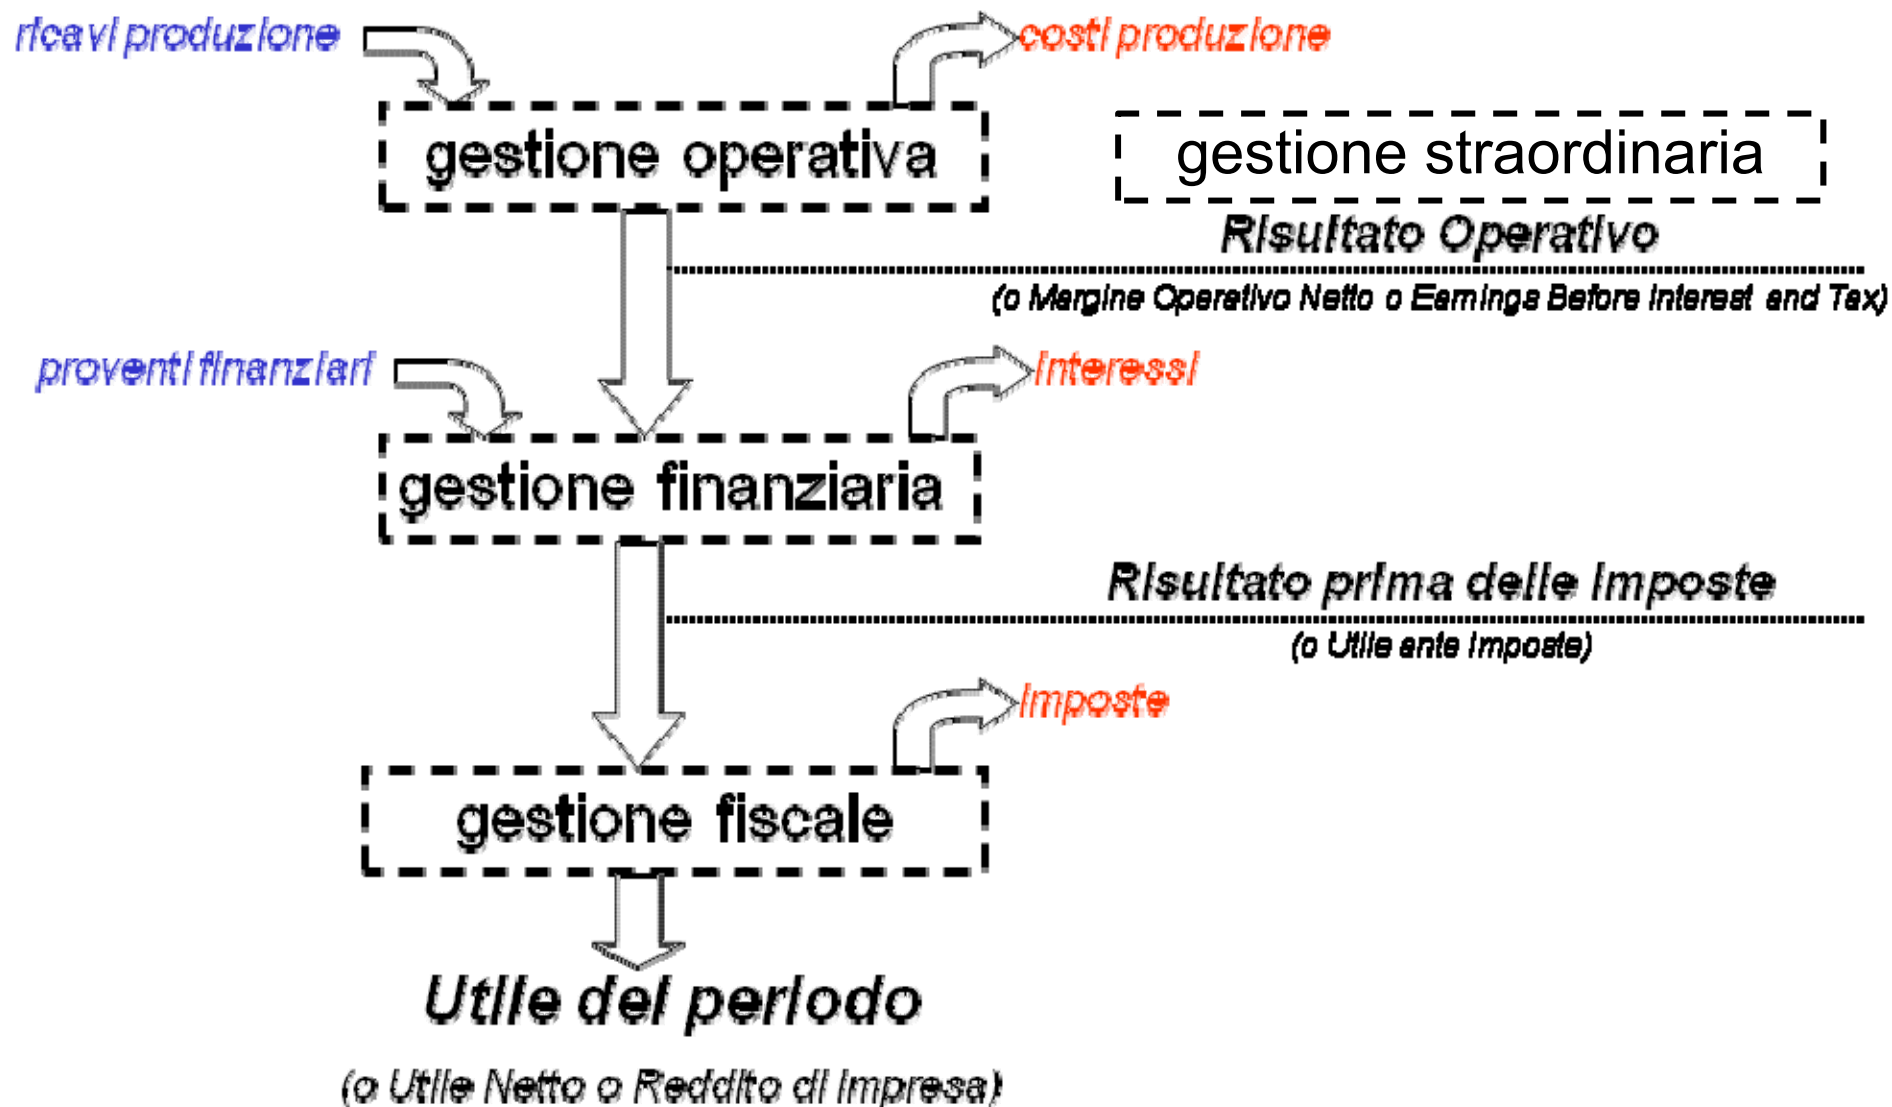 ricavi produzione
costi produzione
gestione operativa
gestione straordinaria
Risultato Operativo
(o Margine Operativo Netto o Earnings Before Interest and Tax)
proventi finanziari
interessi
gestione finanziaria
Risultato prima delle imposte
(o Utile ante imposte)
imposte
gestione fiscale
Utile del periodo
(o Utile Netto o Reddito di impresa)